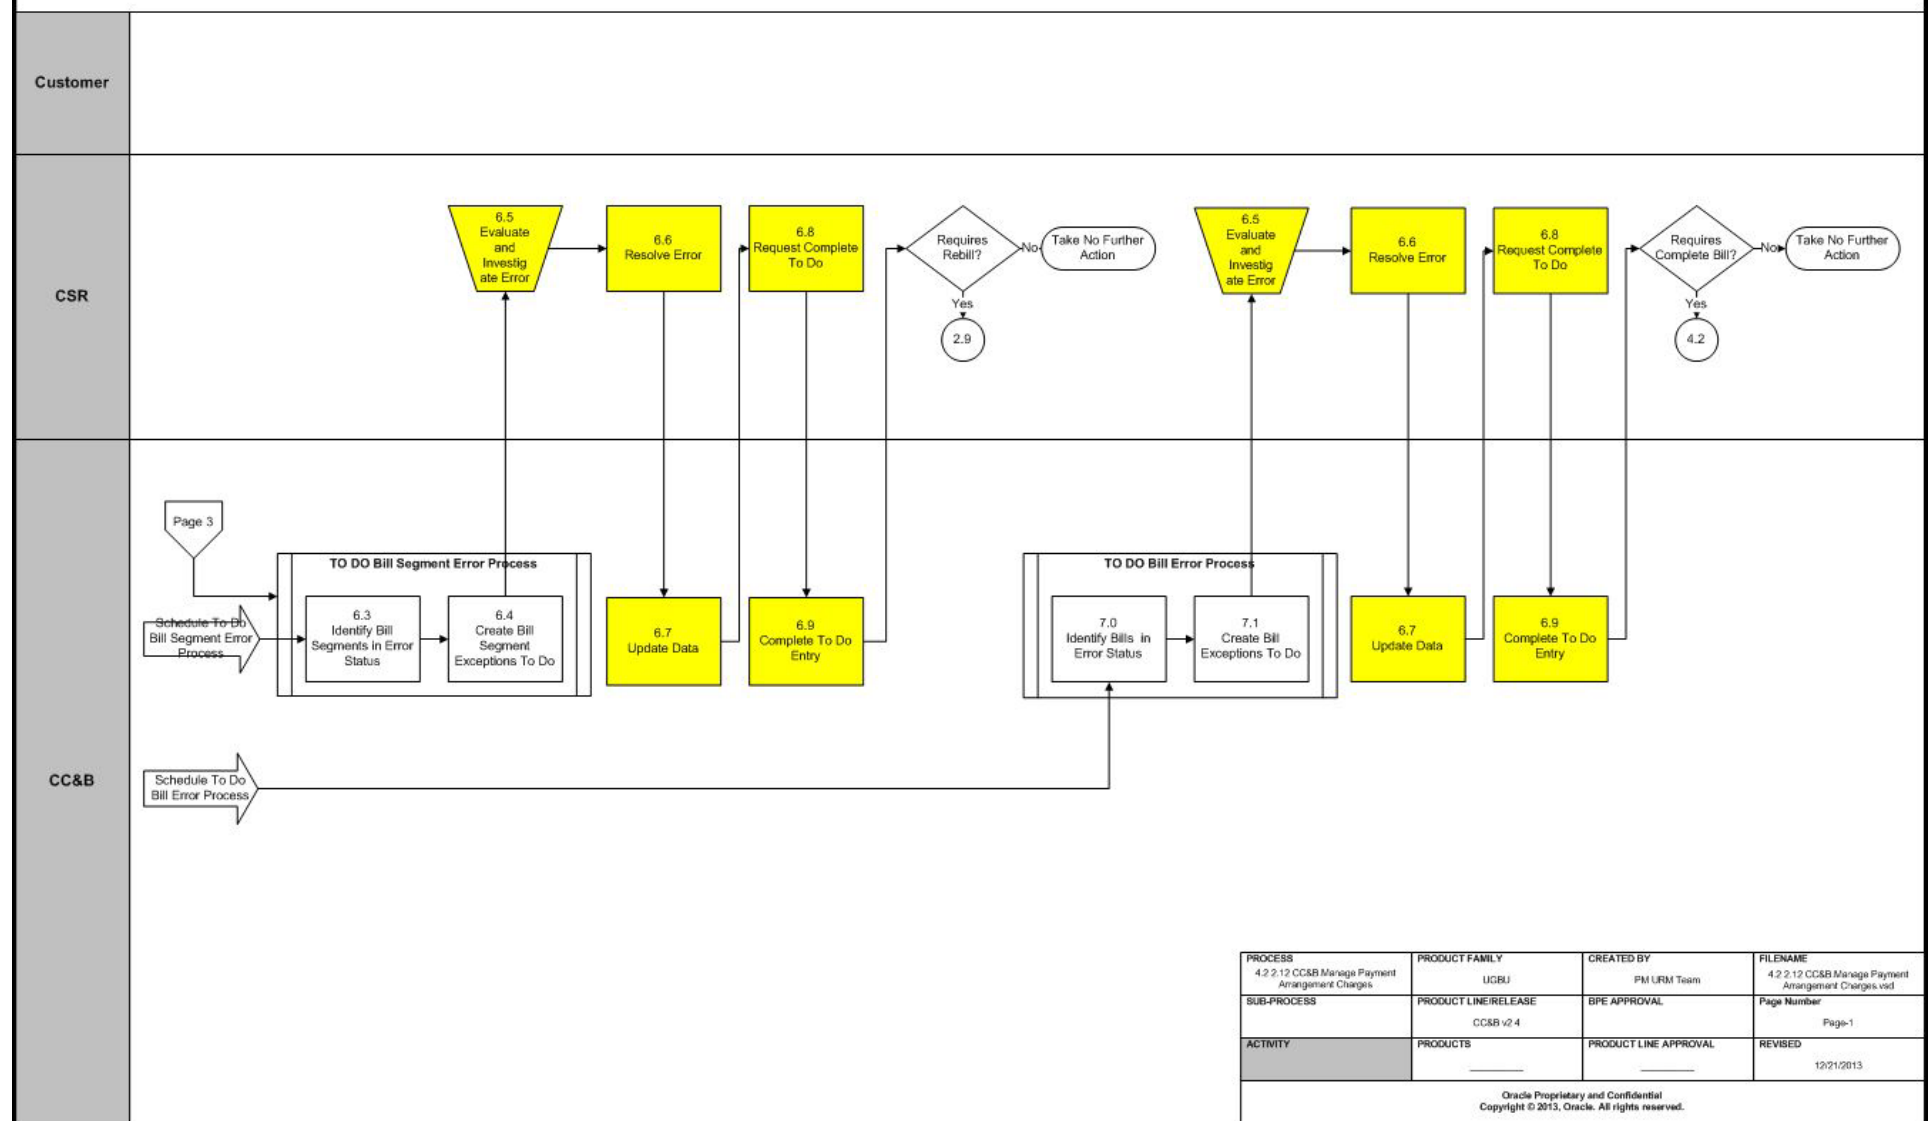 Customer
CSR
6.5
Evaluate
and
Investig
ate Error
6.6
Resolve Error
6.8
Request Complete
To Do
Requires
Rebill?
No
Take No Further
Action
Yes
2.9
6.5
Evaluate
and
Investig
ate Error
6.6
Resolve Error
6.8
Request Complete
To Do
Requires
Complete Bill?
No
Take No Further
Action
Yes
4.2
CC&B
Page 3
Schedule To Do
Bill Segment Error
Process
TO DO Bill Segment Error Process
6.3
Identify Bill
Segments in Error
Status
6.4
Create Bill
Segment
Exceptions To Do
6.7
Update Data
6.9
Complete To Do
Entry
TO DO Bill Error Process
7.0
Identify Bills in
Error Status
7.1
Create Bill
Exceptions To Do
6.7
Update Data
6.9
Complete To Do
Entry
Schedule To Do
Bill Error Process
PROCESS
4.2 2.12 CC&B Manage Payment
Arrangement Charges
PRODUCT FAMILY
UGBU
CREATED BY
PM URM Team
FILENAME
4.2 2.12 CC&B Manage Payment
Arrangement Charges.vsd
SUB-PROCESS
PRODUCT LINE/RELEASE
CC&B v2.4
BPE APPROVAL
Page Number
Page-1
ACTIVITY
PRODUCTS
PRODUCT LINE APPROVAL
REVISED
12/21/2013
Oracle Proprietary and Confidential
Copyright © 2013, Oracle. All rights reserved.